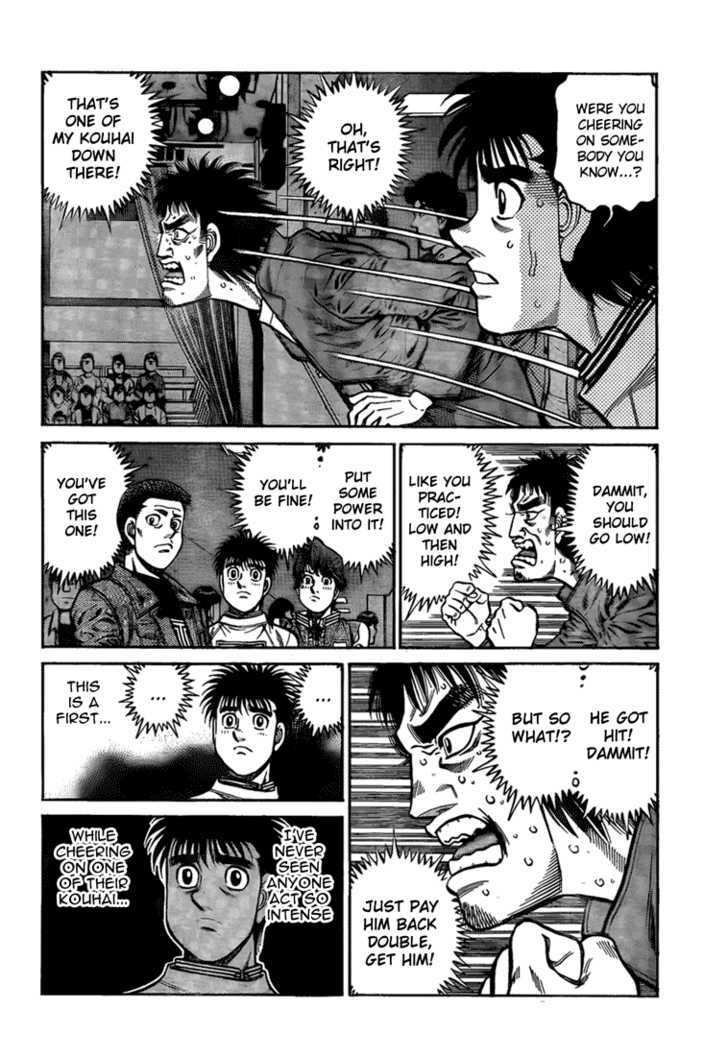 WERE YOU
CHEERING
ON SOME-
BODY YOU
KNOW...?
OH,
THAT'S
RIGHT!
THAT'S
ONE OF
MY KOUHAI
DOWN
THERE!
DAMMIT,
YOU
SHOULD
GO LOW!
LIKE YOU
PRAC-
TICED!
LOW AND
THEN
HIGH!
PUT
SOME
POWER
INTO IT!
YOU'LL
BE FINE!
YOU'VE
GOT
THIS
ONE!
HE GOT
HIT!
DAMMIT!
BUT SO
WHAT!?
JUST PAY
HIM BACK
DOUBLE,
GET HIM!
...
...
THIS
IS A
FIRST...
I'VE
NEVER
SEEN
ANYONE
ACT SO
INTENSE
WHILE
CHEERING
ON ONE
OF THEIR
KOUHAI...